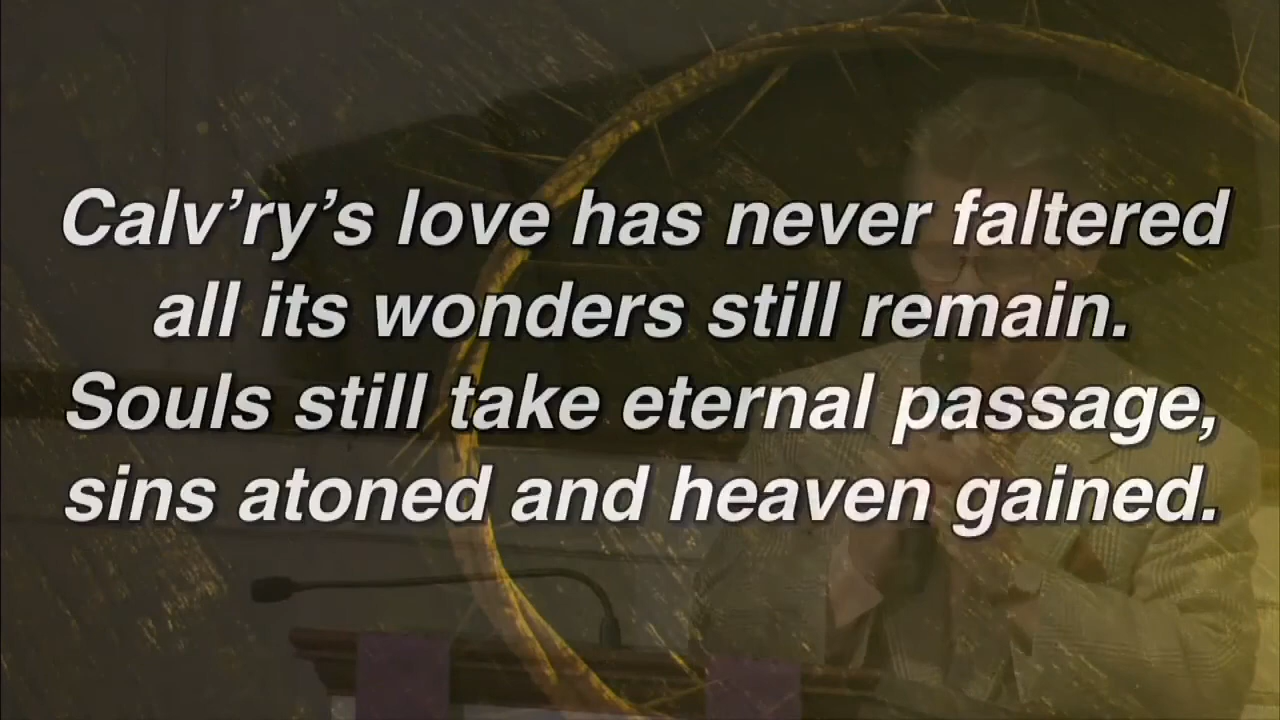 Calv’ry’s love has never faltered
all its wonders still remain.
Souls still take eternal passage,
sins atoned and heaven gained.